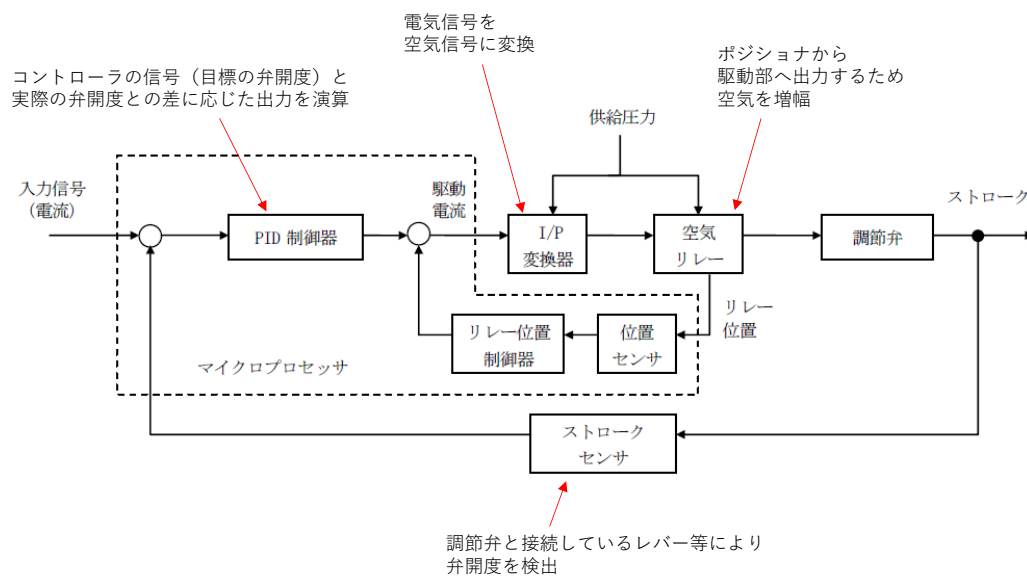 電気信号を
空気信号に変換
ポジショナから
駆動部へ出力するため
空気を増幅
コントローラの信号（目標の弁開度）と
実際の弁開度との差に応じた出力を演算
供給圧力
入力信号
（電流）
駆動
電流
ストローク
PID 制御器
I/P
変換器
空気
リレー
調節弁
リレー
位置
リレー位置
制御器
位置
センサ
マイクロプロセッサ
ストローク
センサ
調節弁と接続しているレバー等により
弁開度を検出